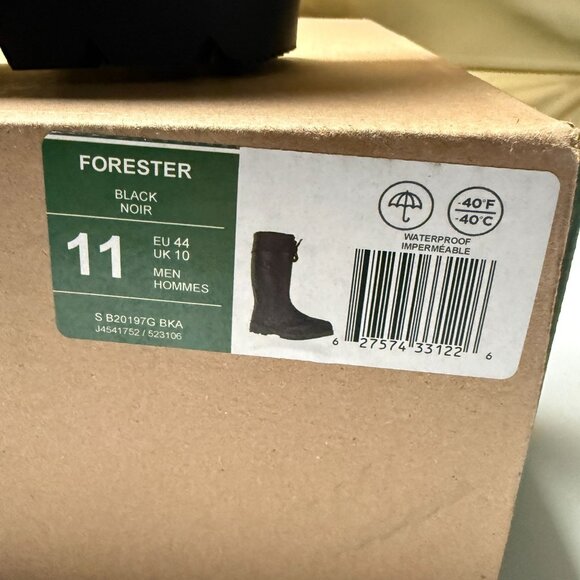 FORESTER
BLACK
NOIR
11
EU 44
UK 10
MEN
HOMMES
S B20197G BKA
J4541752 / 523106
-40°F
-40°C
WATERPROOF
IMPERMÉABLE
6 27574 33122 6